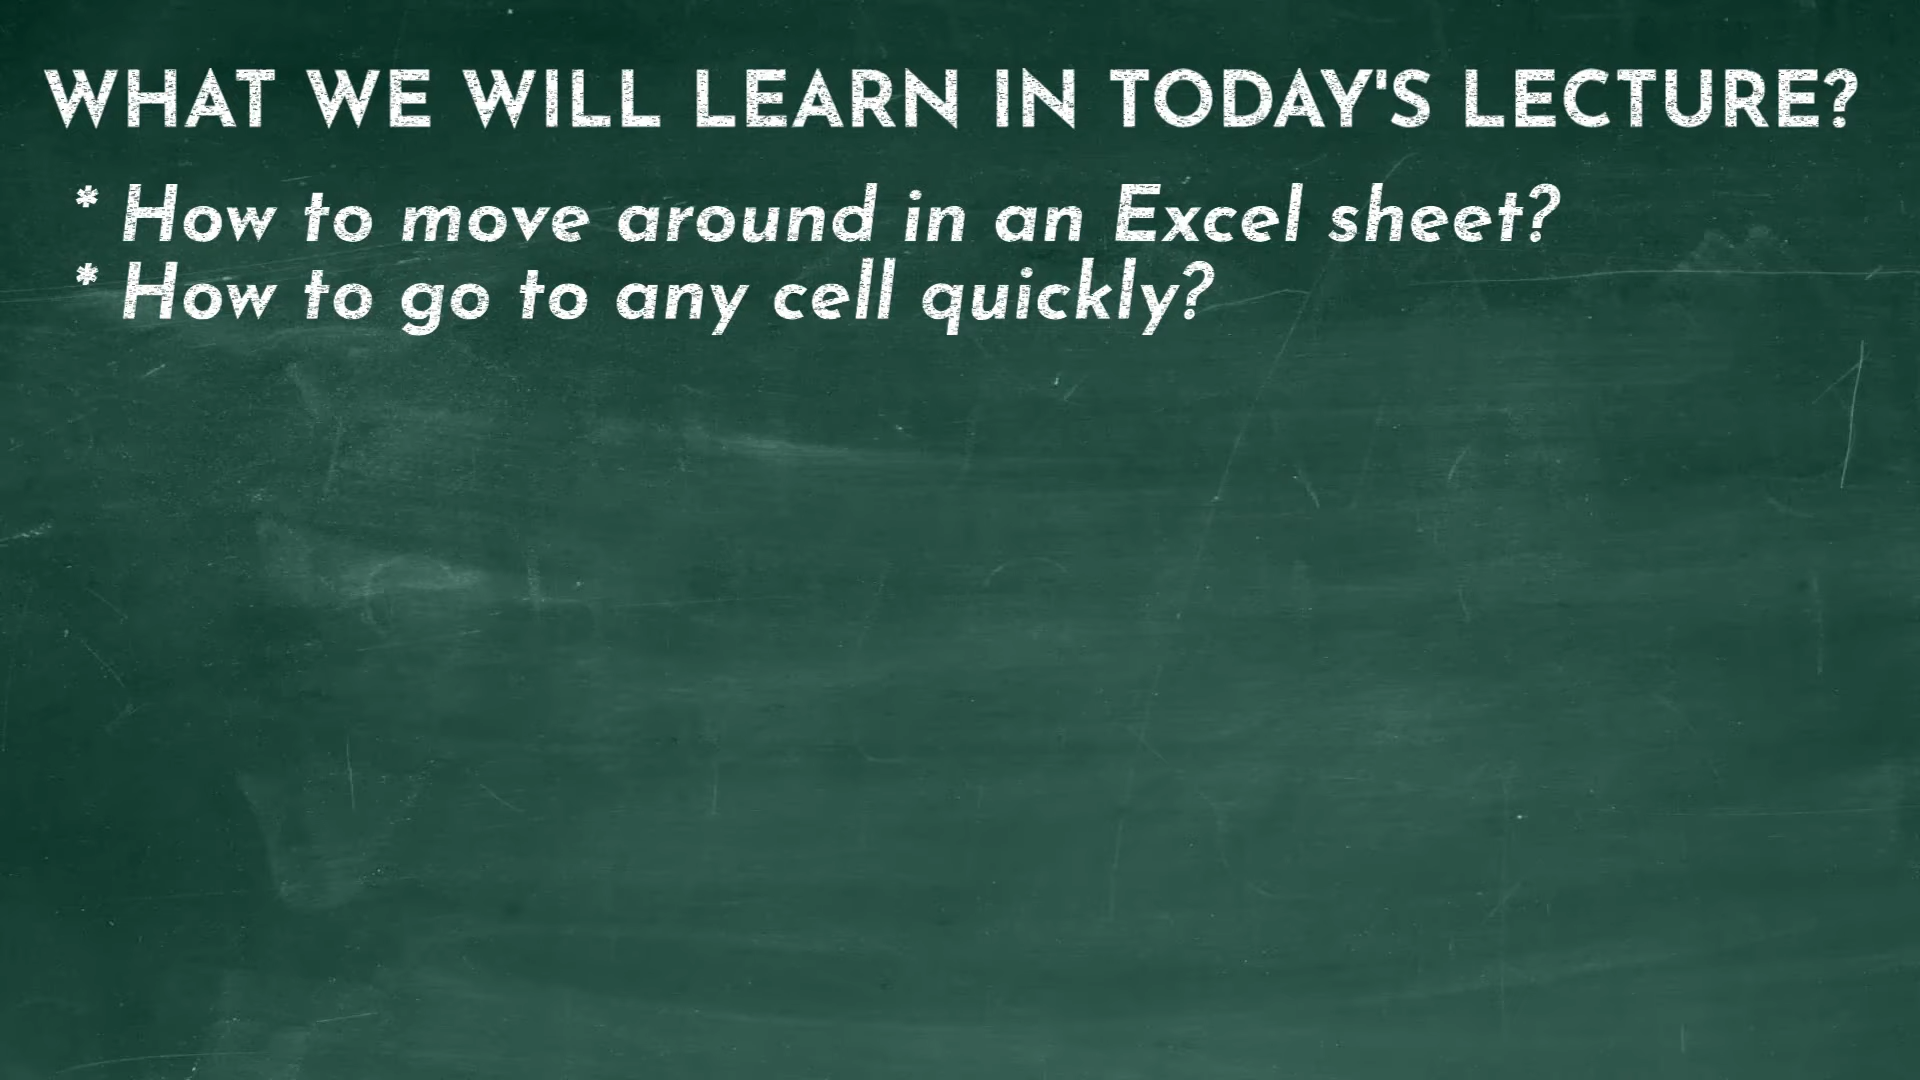 WHAT WE WILL LEARN IN TODAY'S LECTURE?
* How to move around in an Excel sheet?
* How to go to any cell quickly?